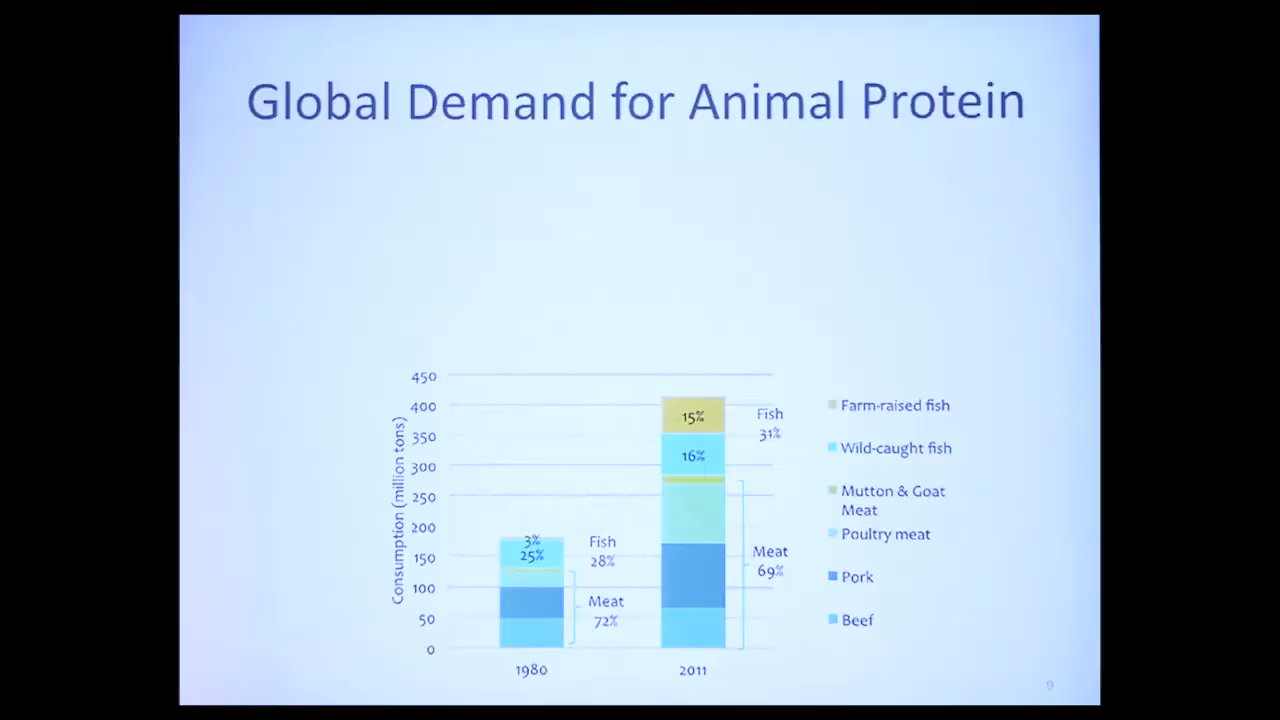 Global Demand for Animal Protein
Consumption (million tons)
450
400
350
300
250
200
150
100
50
0
3%
25%
Fish
28%
Meat
72%
15%
16%
Fish
31%
Meat
69%
1980
2011
Farm-raised fish
Wild-caught fish
Mutton & Goat
Meat
Poultry meat
Pork
Beef
9